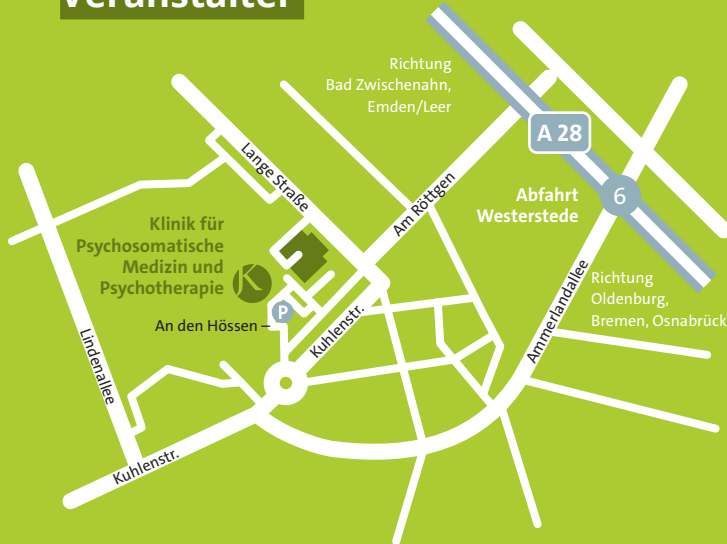 Veranstalter
Richtung
Bad Zwischenahn,
Emden/Leer
A 28
Lange Straße
Am Röttgen
Abfahrt
Westerstede
6
Klinik für
Psychosomatische
Medizin und
Psychotherapie
K
Richtung
Oldenburg,
Bremen, Osnabrück
P
An den Hössen –
Kuhlenstr.
Ammerlandallee
Lindenallee
Kuhlenstr.